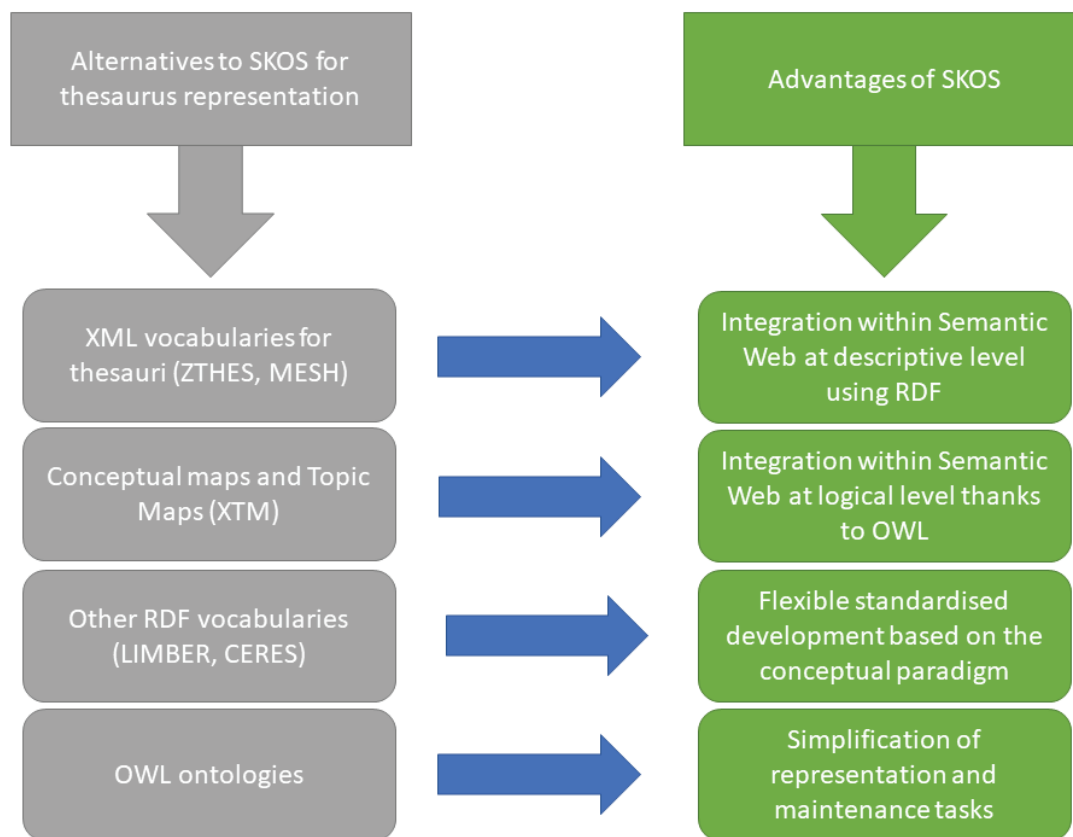 Alternatives to SKOS for
thesaurus representation
Advantages of SKOS
XML vocabularies for
thesauri (ZTHES, MESH)
Integration within Semantic
Web at descriptive level
using RDF
Conceptual maps and Topic
Maps (XTM)
Integration within Semantic
Web at logical level thanks
to OWL
Other RDF vocabularies
(LIMBER, CERES)
Flexible standardised
development based on the
conceptual paradigm
OWL ontologies
Simplification of
representation and
maintenance tasks